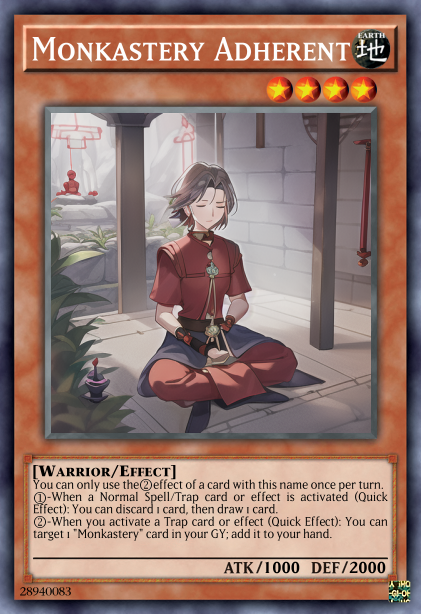 MONKASTERY ADHERENT
EARTH
地
[WARRIOR/EFFECT]
You can only use the②effect of a card with this name once per turn.
①-When a Normal Spell/Trap card or effect is activated (Quick
Effect): You can discard 1 card, then draw 1 card.
②-When you activate a Trap card or effect (Quick Effect): You can
target 1 "Monkastery" card in your GY; add it to your hand.
ATK/1000 DEF/2000
28940083